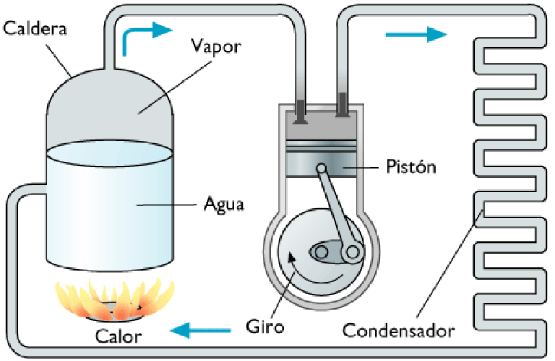 Caldera
Vapor
Pistón
Agua
Giro
Condensador
Calor